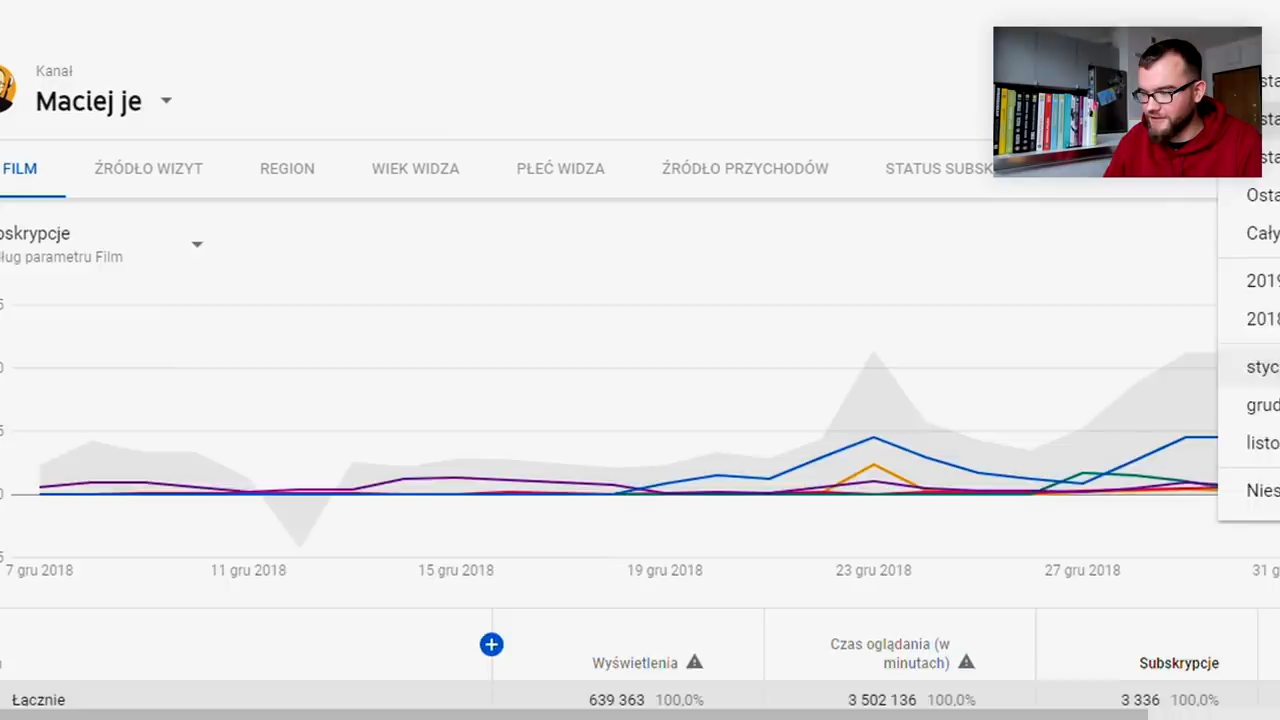 Kanał
Maciej je
FILM ŹRÓDŁO WIZYT REGION WIEK WIDZA PŁEĆ WIDZA ŹRÓDŁO PRZYCHODÓW STATUS SUBSK
Osta
Cały
2019
2018
styc
grud
listo
Nies
bskrypcje
ług parametru Film
7 gru 2018 11 gru 2018 15 gru 2018 19 gru 2018 23 gru 2018 27 gru 2018 31 g
Wyświetlenia
Czas oglądania (w
minutach)
Subskrypcje
Łącznie 639 363 100,0% 3 502 136 100,0% 3 336 100,0%